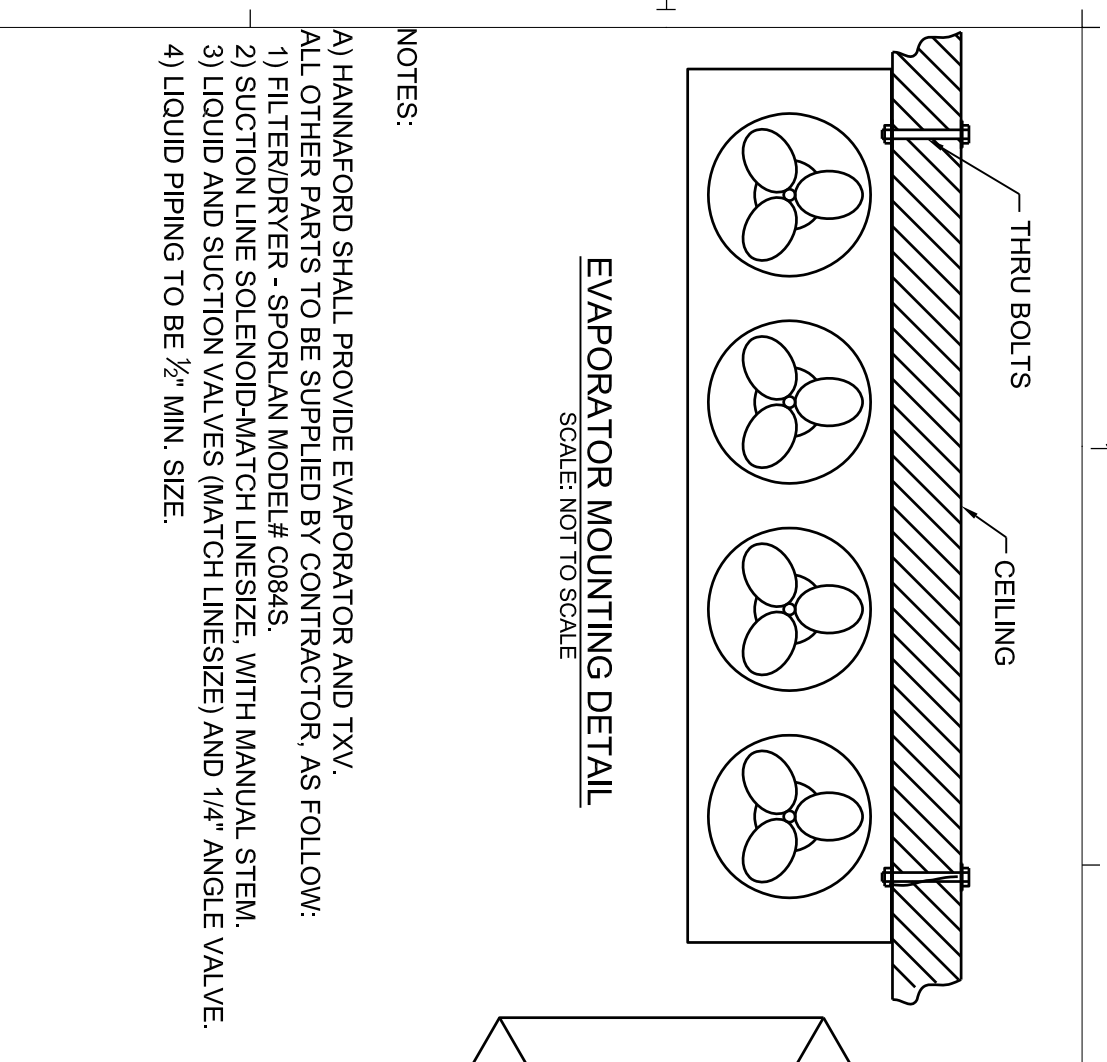 THRU BOLTS
CEILING
EVAPORATOR MOUNTING DETAIL
SCALE: NOT TO SCALE
NOTES:
A) HANNAFORD SHALL PROVIDE EVAPORATOR AND TXV.
ALL OTHER PARTS TO BE SUPPLIED BY CONTRACTOR, AS FOLLOW:
1) FILTER/DRYER - SPORLAN MODEL# C084S.
2) SUCTION LINE SOLENOID-MATCH LINESIZE, WITH MANUAL STEM.
3) LIQUID AND SUCTION VALVES (MATCH LINESIZE) AND 1/4" ANGLE VALVE.
4) LIQUID PIPING TO BE ½" MIN. SIZE.